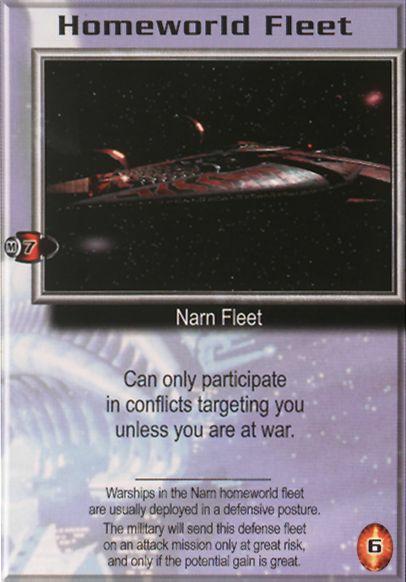 Homeworld Fleet
M 7
Narn Fleet
Can only participate
in conflicts targeting you
unless you are at war.
Warships in the Narn homeworld fleet
are usually deployed in a defensive posture.
The military will send this defense fleet
on an attack mission only at great risk,
and only if the potential gain is great.
6